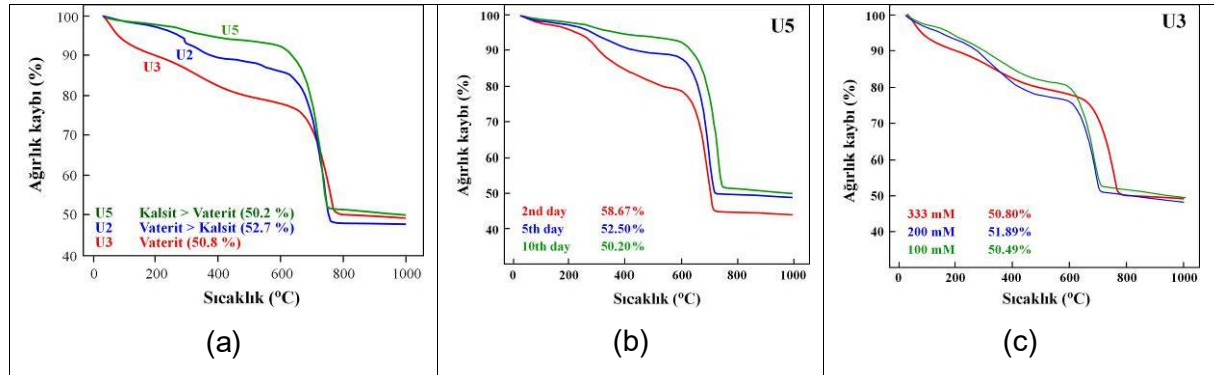 100
90
80
70
60
50
40
Ağırlık kaybı (%)
U5
U2
U3
U5 Kalsit > Vaterit (50.2 %)
U2 Vaterit > Kalsit (52.7 %)
U3 Vaterit (50.8 %)
0 200 400 600 800 1000
Sıcaklık (°C)
(a)
U5
100
90
80
70
60
50
40
Ağırlık kaybı (%)
2nd day 58.67%
5th day 52.50%
10th day 50.20%
0 200 400 600 800 1000
Sıcaklık (°C)
(b)
U3
100
90
80
70
60
50
40
Ağırlık kaybı (%)
333 mM 50.80%
200 mM 51.89%
100 mM 50.49%
0 200 400 600 800 1000
Sıcaklık (°C)
(c)